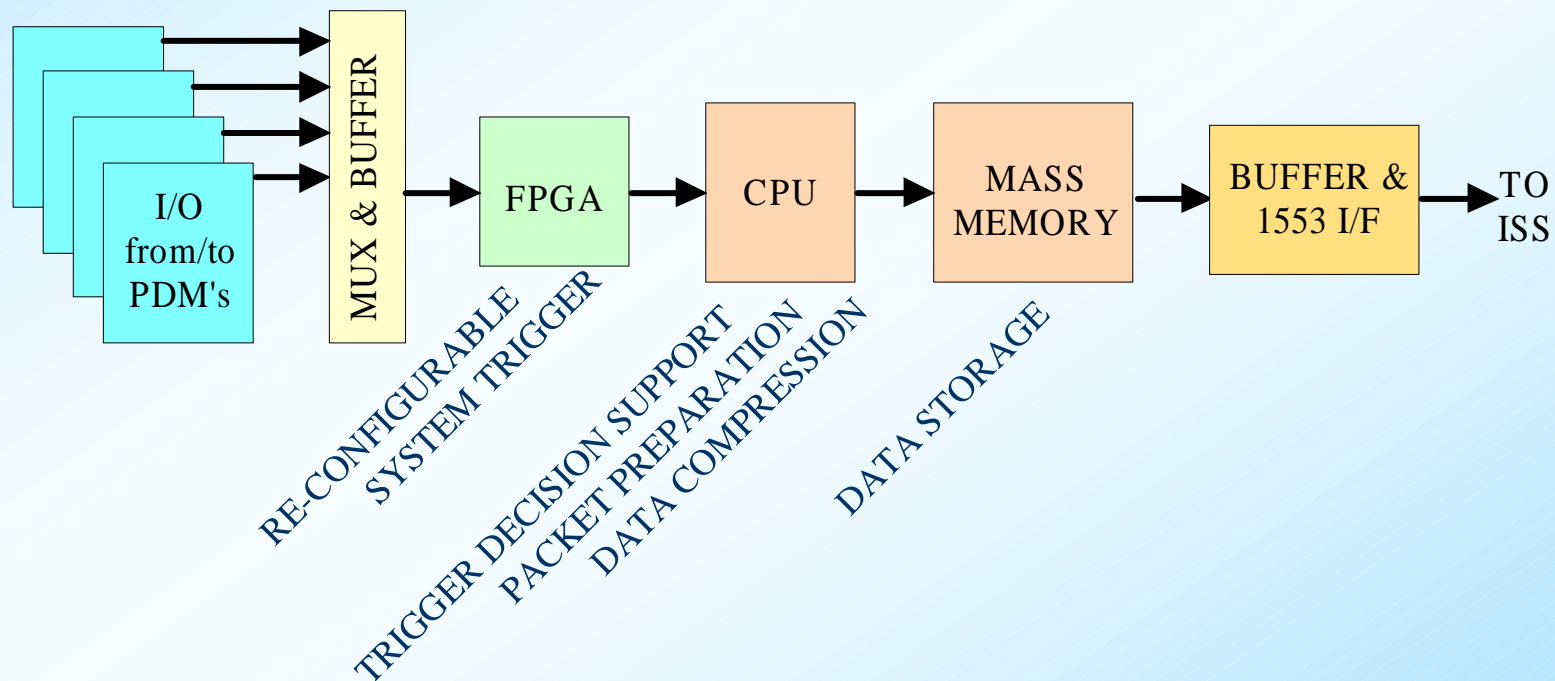 I/O
from/to
PDM's
MUX & BUFFER
FPGA
CPU
MASS
MEMORY
BUFFER &
1553 I/F
TO
ISS
RE-CONFIGURABLE
SYSTEM TRIGGER
TRIGGER DECISION SUPPORT
PACKET PREPARATION
DATA COMPRESSION
DATA STORAGE